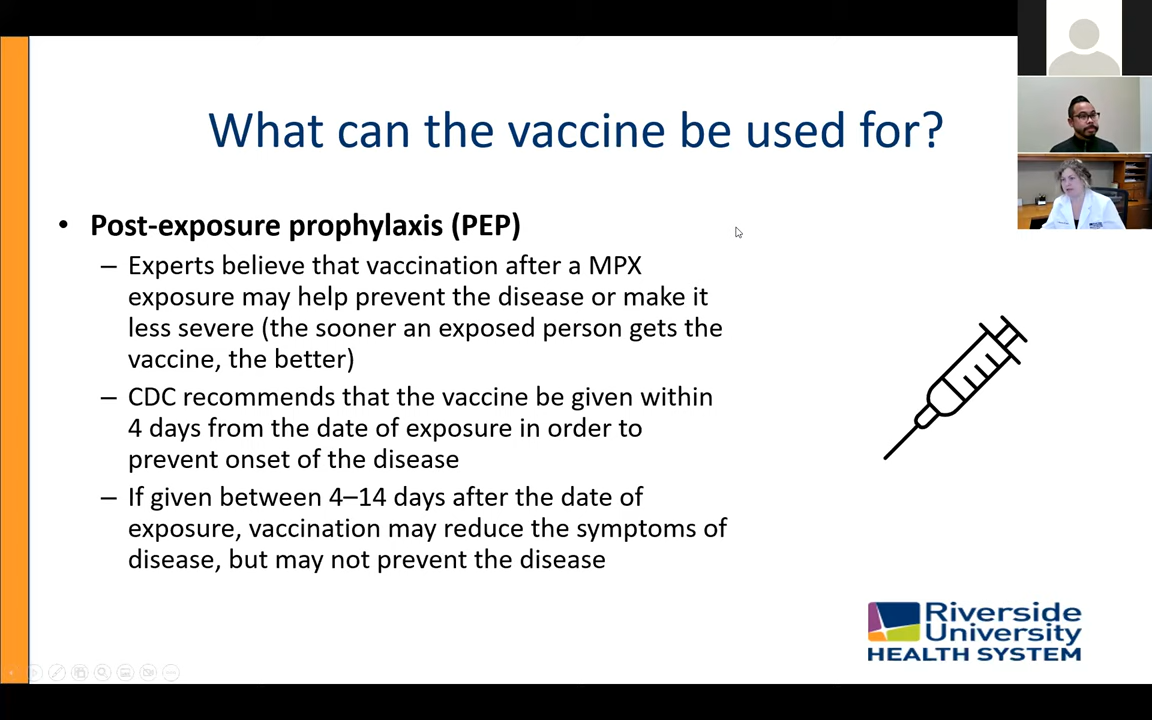 What can the vaccine be used for?
• Post-exposure prophylaxis (PEP)
– Experts believe that vaccination after a MPX
exposure may help prevent the disease or make it
less severe (the sooner an exposed person gets the
vaccine, the better)
– CDC recommends that the vaccine be given within
4 days from the date of exposure in order to
prevent onset of the disease
– If given between 4–14 days after the date of
exposure, vaccination may reduce the symptoms of
disease, but may not prevent the disease
Riverside
University
HEALTH SYSTEM